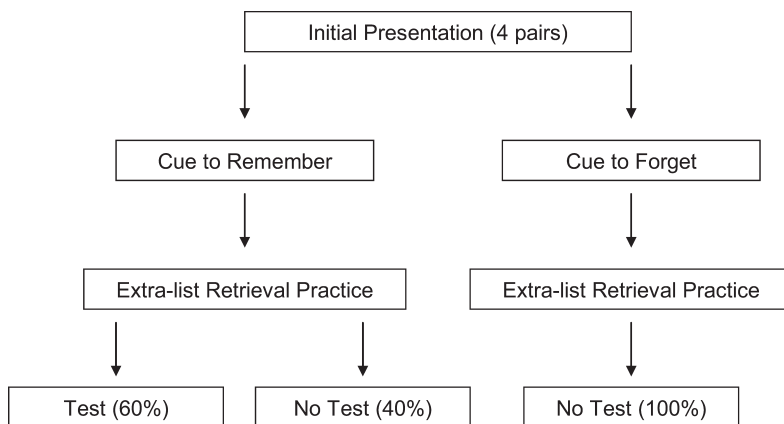 Initial Presentation (4 pairs)
Cue to Remember
Cue to Forget
Extra-list Retrieval Practice
Extra-list Retrieval Practice
Test (60%)
No Test (40%)
No Test (100%)